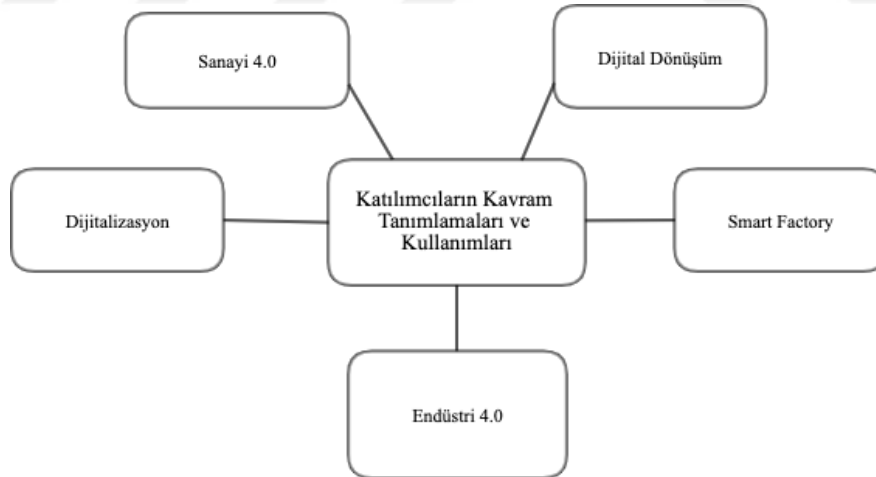 Sanayi 4.0
Dijital Dönüşüm
Katılımcıların Kavram
Tanımlamaları ve
Kullanımları
Dijitalizasyon
Smart Factory
Endüstri 4.0